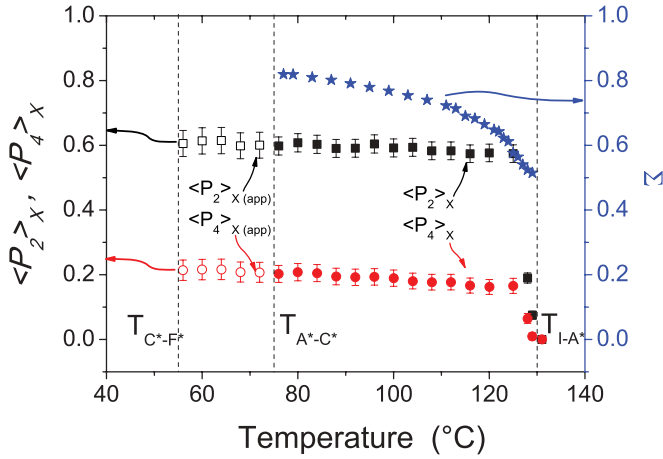 1.0
0.8
0.6
0.4
0.2
0.0
<P₂>ₓ, <P₄>ₓ
1.0
0.8
0.6
0.4
0.2
0.0
Σ
<P₂>ₓ (app)
<P₄>ₓ (app)
<P₂>ₓ
<P₄>ₓ
T C*-F*
T A*-C*
T I-A*
40 60 80 100 120 140
Temperature (°C)